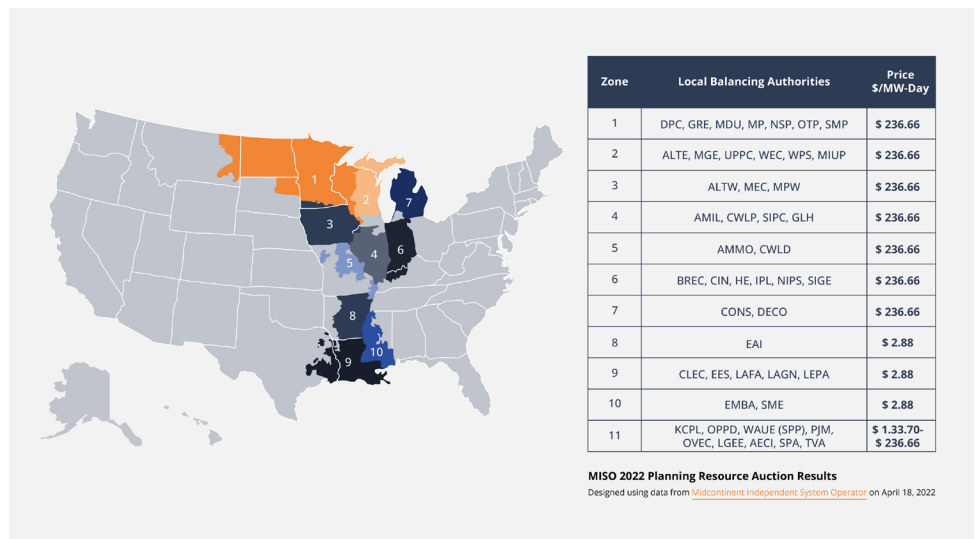 1
2
3
4
5
6
7
8
9
10
Zone Local Balancing Authorities Price $/MW-Day
1 DPC, GRE, MDU, MP, NSP, OTP, SMP $ 236.66
2 ALTE, MGE, UPPC, WEC, WPS, MIUP $ 236.66
3 ALTW, MEC, MPW $ 236.66
4 AMIL, CWLP, SIPC, GLH $ 236.66
5 AMMO, CWLD $ 236.66
6 BREC, CIN, HE, IPL, NIPS, SIGE $ 236.66
7 CONS, DECO $ 236.66
8 EAI $ 2.88
9 CLEC, EES, LAFA, LAGN, LEPA $ 2.88
10 EMBA, SME $ 2.88
11 KCPL, OPPD, WAUE (SPP), PJM, $ 1.33.70-
OVEC, LGEE, AECI, SPA, TVA $ 236.66
MISO 2022 Planning Resource Auction Results
Designed using data from Midcontinent Independent System Operator on April 18, 2022